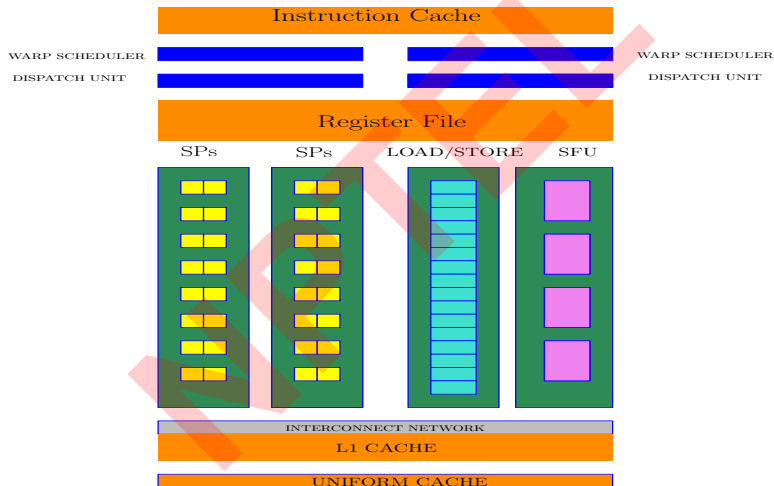 Instruction Cache
WARP SCHEDULER
WARP SCHEDULER
DISPATCH UNIT
DISPATCH UNIT
Register File
SPs SPs LOAD/STORE SFU
INTERCONNECT NETWORK
L1 CACHE
UNIFORM CACHE
NPTEL